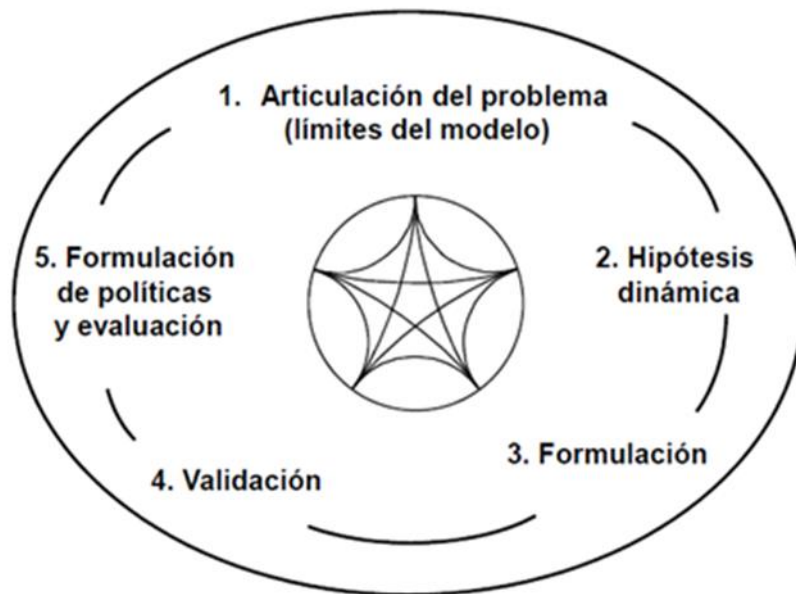 1. Articulación del problema
(límites del modelo)
5. Formulación
de políticas
y evaluación
2. Hipótesis
dinámica
3. Formulación
4. Validación